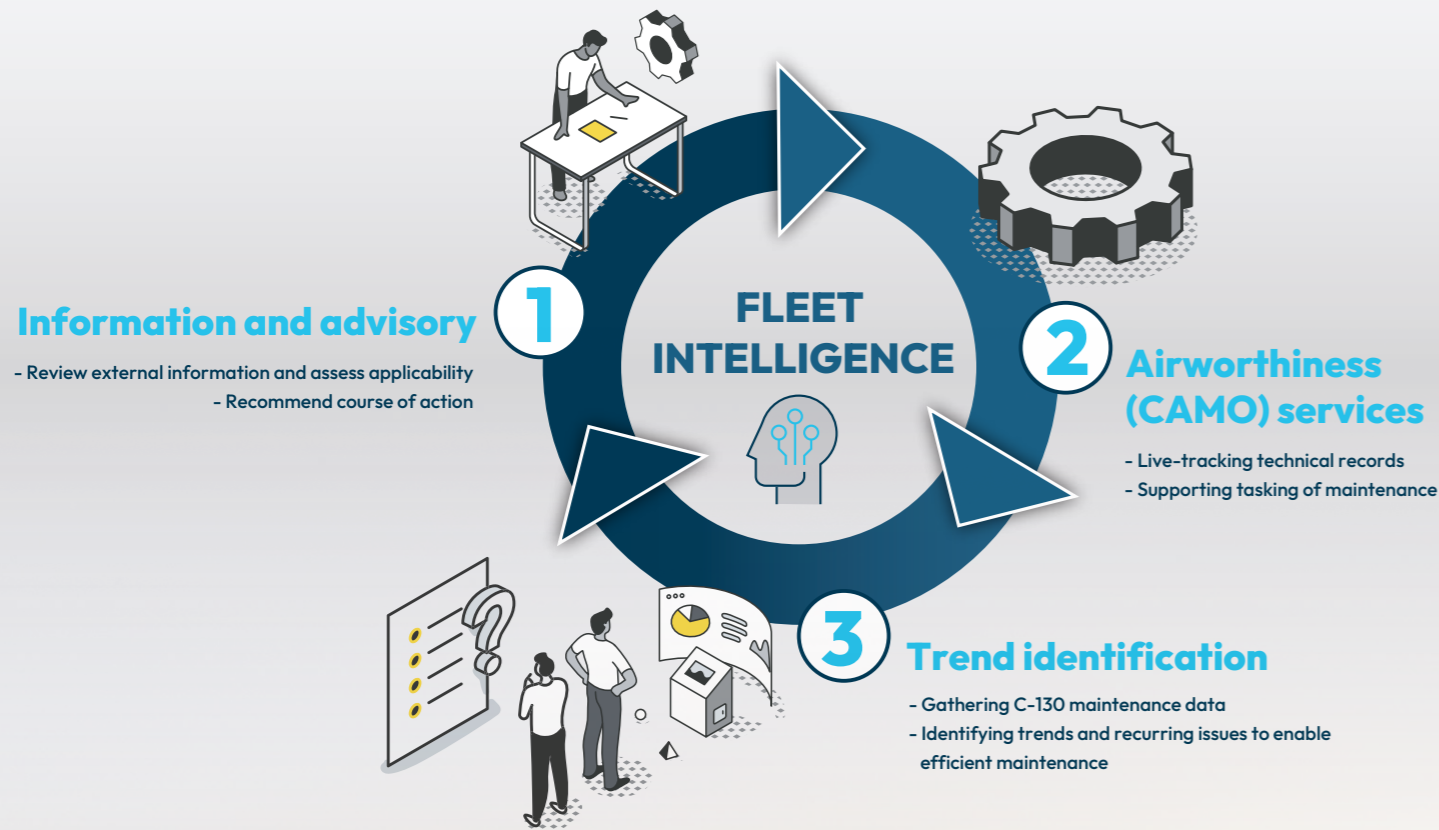 FLEET
INTELLIGENCE
1
Information and advisory
- Review external information and assess applicability
- Recommend course of action
2
Airworthiness
(CAMO) services
- Live-tracking technical records
- Supporting tasking of maintenance
3
Trend identification
- Gathering C-130 maintenance data
- Identifying trends and recurring issues to enable
efficient maintenance